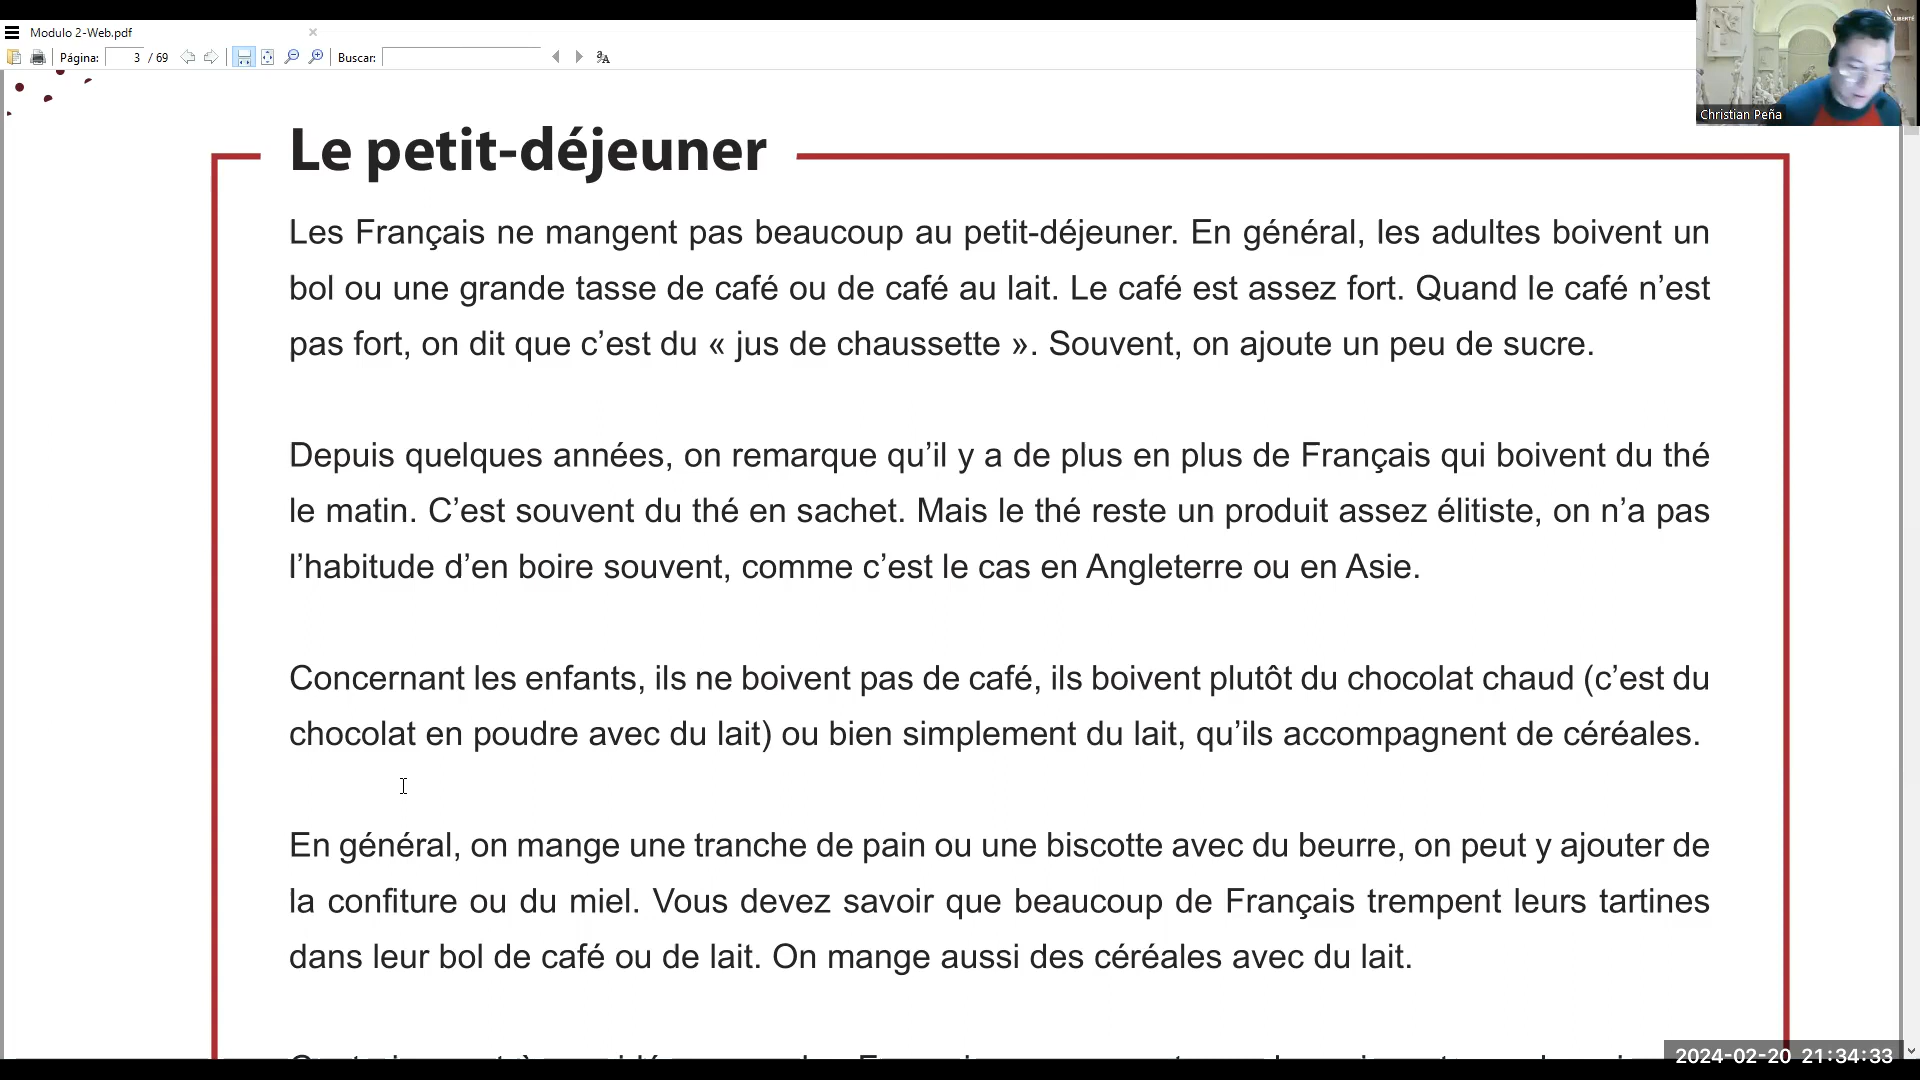 Modulo 2-Web.pdf
Página: 3 / 69 Buscar:
LIBERTÉ
Christian Peña
Le petit-déjeuner
Les Français ne mangent pas beaucoup au petit-déjeuner. En général, les adultes boivent un
bol ou une grande tasse de café ou de café au lait. Le café est assez fort. Quand le café n’est
pas fort, on dit que c’est du « jus de chaussette ». Souvent, on ajoute un peu de sucre.
Depuis quelques années, on remarque qu’il y a de plus en plus de Français qui boivent du thé
le matin. C’est souvent du thé en sachet. Mais le thé reste un produit assez élitiste, on n’a pas
l’habitude d’en boire souvent, comme c’est le cas en Angleterre ou en Asie.
Concernant les enfants, ils ne boivent pas de café, ils boivent plutôt du chocolat chaud (c’est du
chocolat en poudre avec du lait) ou bien simplement du lait, qu’ils accompagnent de céréales.
En général, on mange une tranche de pain ou une biscotte avec du beurre, on peut y ajouter de
la confiture ou du miel. Vous devez savoir que beaucoup de Français trempent leurs tartines
dans leur bol de café ou de lait. On mange aussi des céréales avec du lait.
2024-02-20 21:34:33